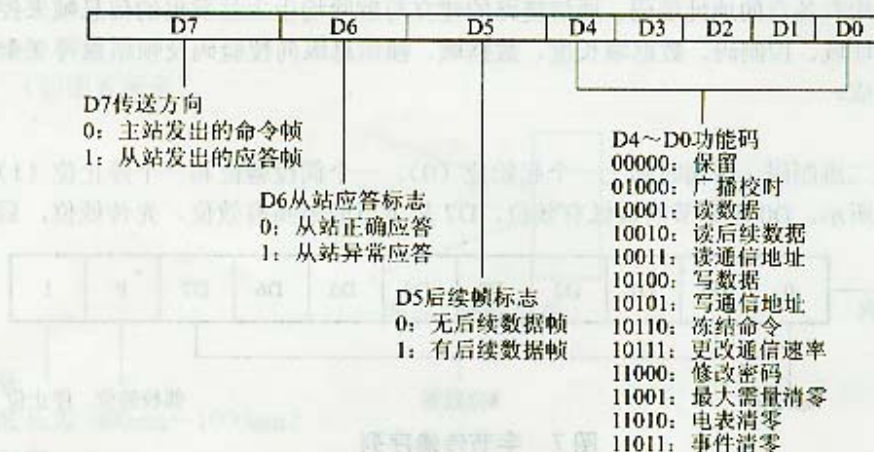 D7 D6 D5 D4 D3 D2 D1 D0
D7传送方向
0：主站发出的命令帧
1：从站发出的应答帧
D6从站应答标志
0：从站正确应答
1：从站异常应答
D5后续帧标志
0：无后续数据帧
1：有后续数据帧
D4～D0功能码
00000：保留
01000：广播校时
10001：读数据
10010：读后续数据
10011：读通信地址
10100：写数据
10101：写通信地址
10110：冻结命令
10111：更改通信速率
11000：修改密码
11001：最大需量清零
11010：电表清零
11011：事件清零